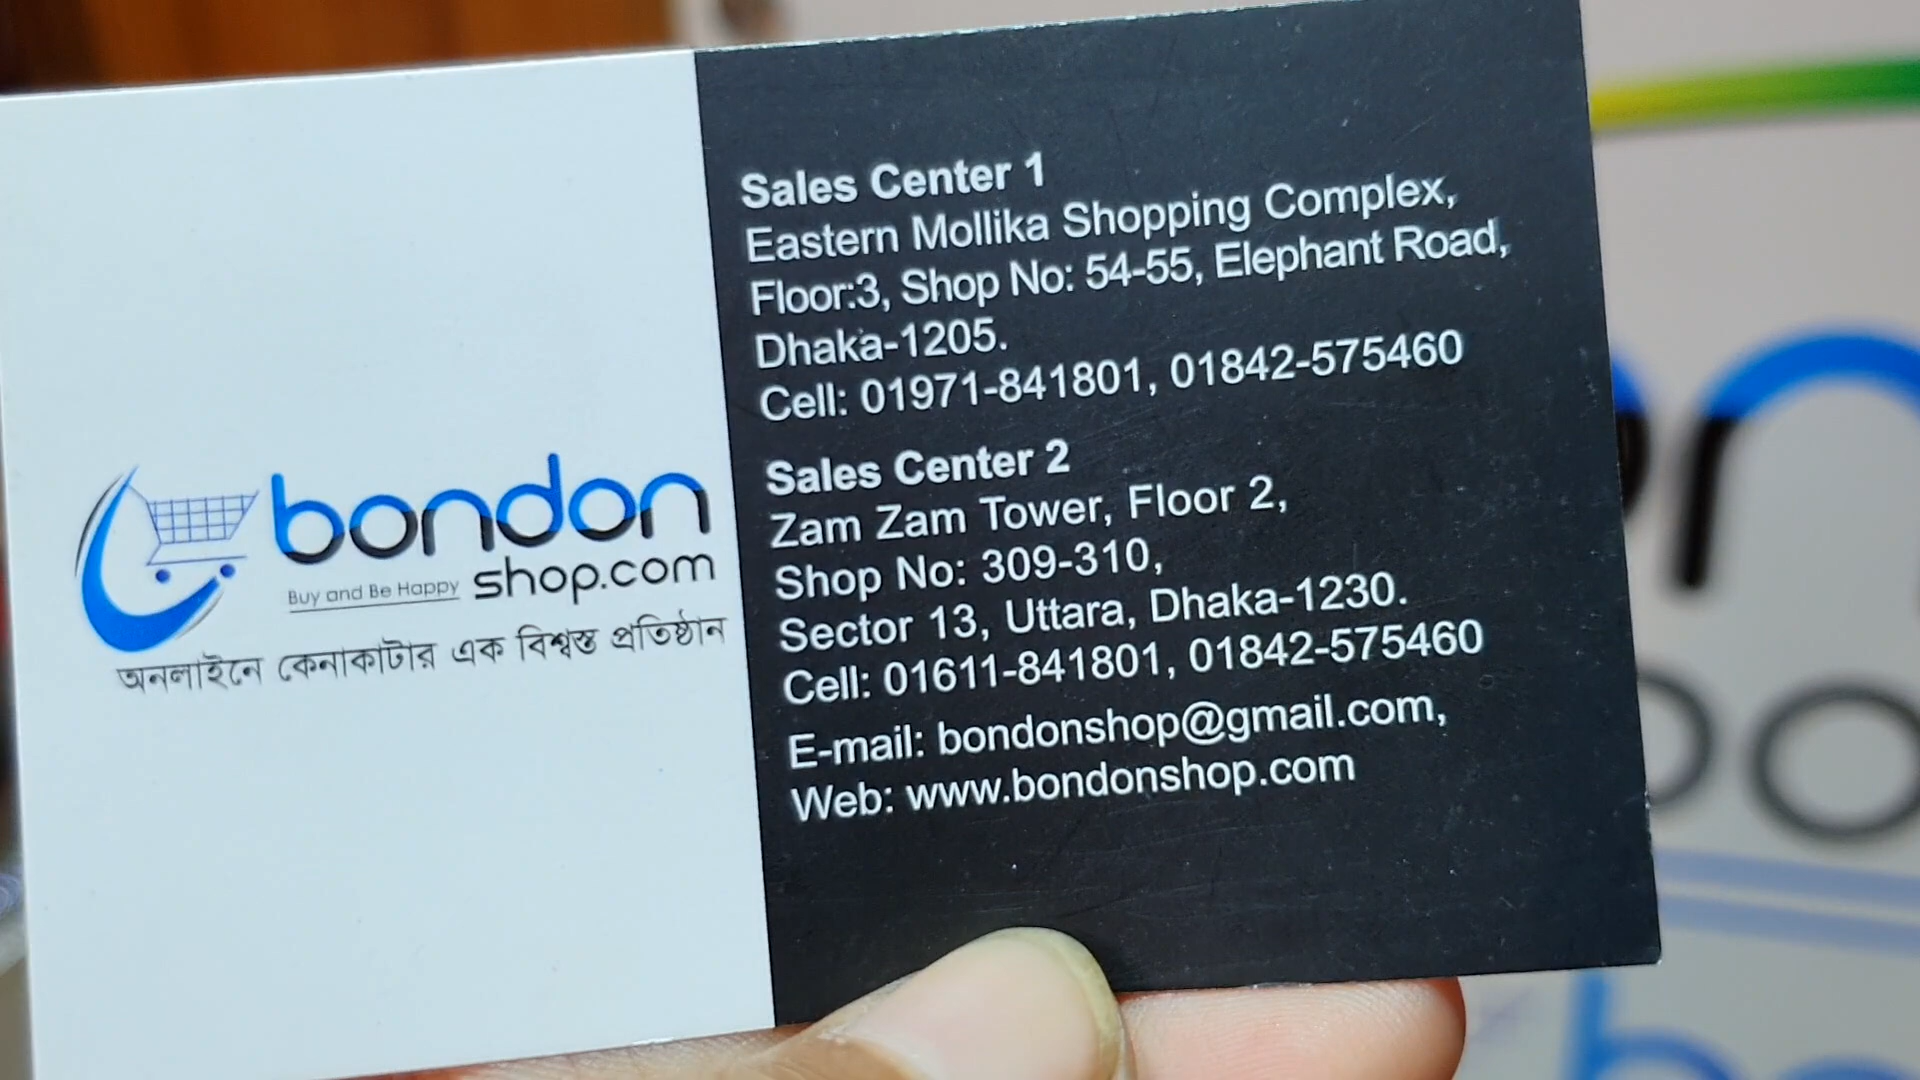 bondon
Buy and Be Happy shop.com
অনলাইনে কেনাকাটার এক বিশ্বস্ত প্রতিষ্ঠান
Sales Center 1
Eastern Mollika Shopping Complex,
Floor:3, Shop No: 54-55, Elephant Road,
Dhaka-1205.
Cell: 01971-841801, 01842-575460
Sales Center 2
Zam Zam Tower, Floor 2,
Shop No: 309-310,
Sector 13, Uttara, Dhaka-1230.
Cell: 01611-841801, 01842-575460
E-mail: bondonshop@gmail.com,
Web: www.bondonshop.com